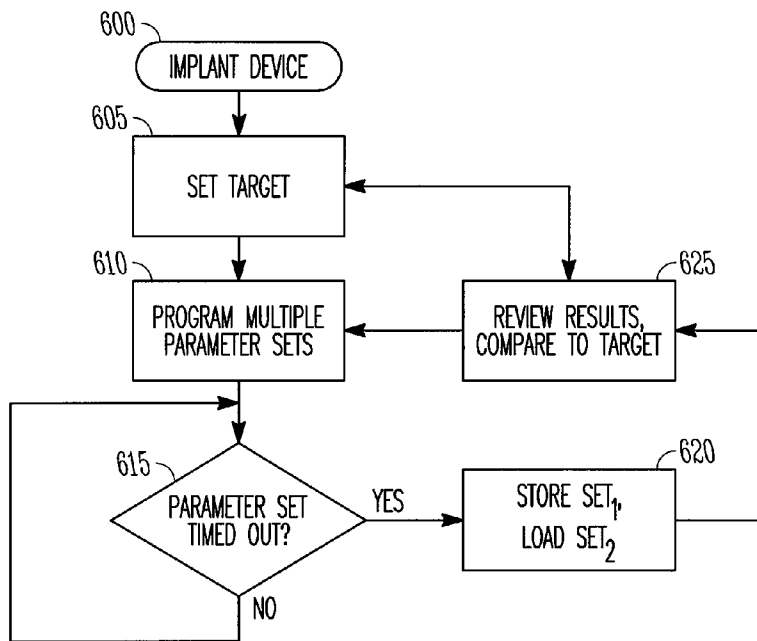 600
IMPLANT DEVICE
605
SET TARGET
610
PROGRAM MULTIPLE
PARAMETER SETS
625
REVIEW RESULTS,
COMPARE TO TARGET
615
PARAMETER SET
TIMED OUT?
YES
NO
620
STORE SET₁,
LOAD SET₂